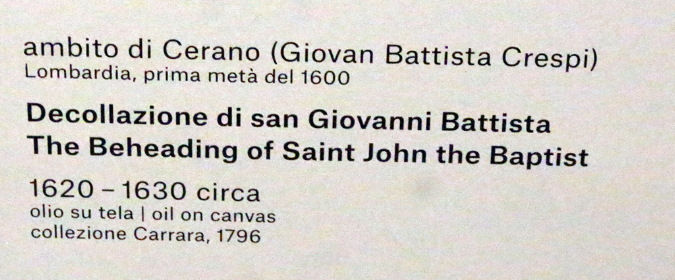 ambito di Cerano (Giovan Battista Crespi)
Lombardia, prima metà del 1600
Decollazione di san Giovanni Battista
The Beheading of Saint John the Baptist
1620 – 1630 circa
olio su tela | oil on canvas
collezione Carrara, 1796